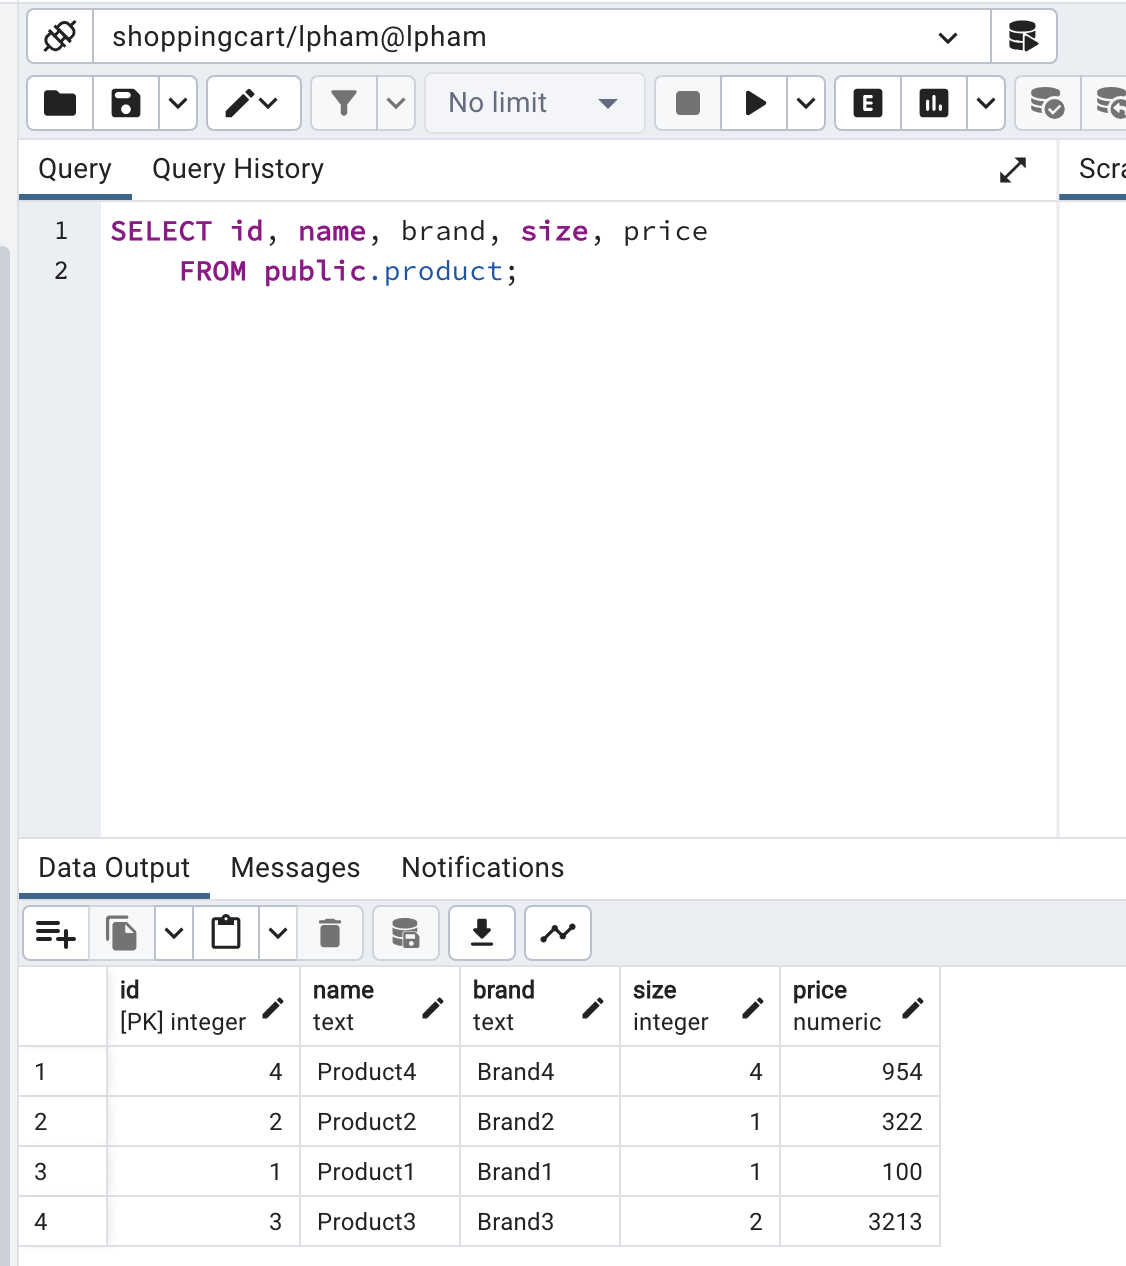 shoppingcart/lpham@lpham
No limit
E
Query Query History
Scra
1 SELECT id, name, brand, size, price
2 FROM public.product;
Data Output Messages Notifications
id name brand size price
[PK] integer text text integer numeric
1 4 Product4 Brand4 4 954
2 2 Product2 Brand2 1 322
3 1 Product1 Brand1 1 100
4 3 Product3 Brand3 2 3213